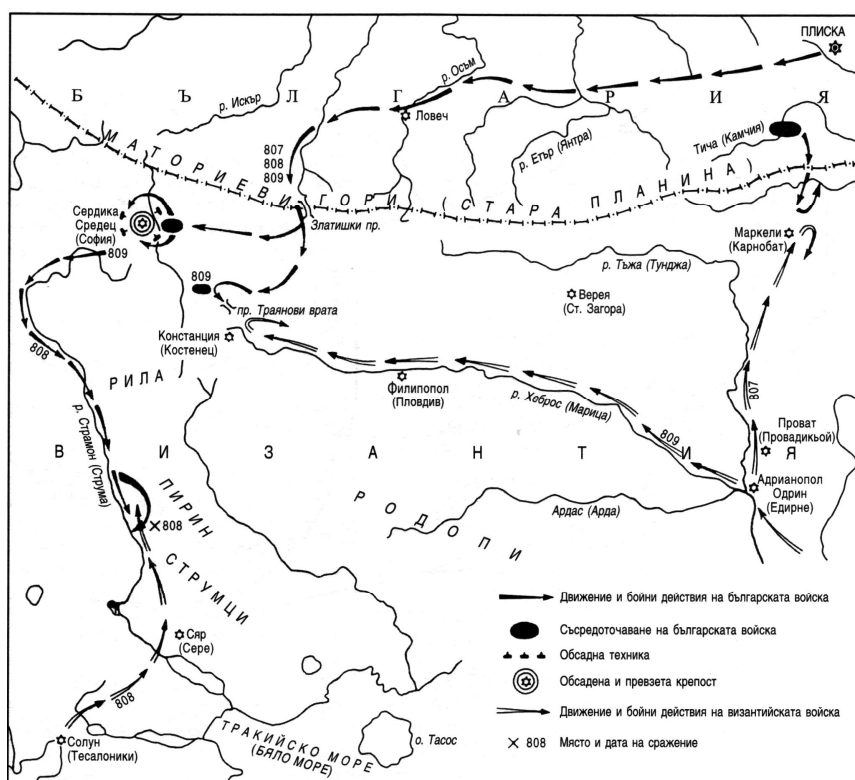 ПЛИСКА
р. Осъм
р. Искър
БЪЛГАРИЯ
Ловеч
807
808
809
р. Етър (Янтра)
Тича (Камчия)
МАТОРИЕВИ ГОРИ (СТАРА ПЛАНИНА)
Сердика
Средец
(София)
Златишки пр.
Маркели
(Карнобат)
809
р. Тъжа (Тунджа)
809
Верея
(Ст. Загора)
пр. Траянови врата
Констанция
(Костенец)
808
РИЛА
Филипопол
(Пловдив)
р. Хеброс (Марица)
807
809
Проват
(Провадикьой)
р. Страмон (Струма)
ВИЗАНТИЯ
Адрианопол
Одрин
(Едирне)
ПИРИН
РОДОПИ
Ардас (Арда)
808
СТРУМЦИ
Движение и бойни действия на българската войска
Съсредоточаване на българската войска
Сяр
(Сере)
Обсадна техника
Обсадена и превзета крепост
808
Движение и бойни действия на византийската войска
Солун
(Тесалоники)
ТРАКИЙСКО МОРЕ
(БЯЛО МОРЕ)
о. Тасос
808 Място и дата на сражение